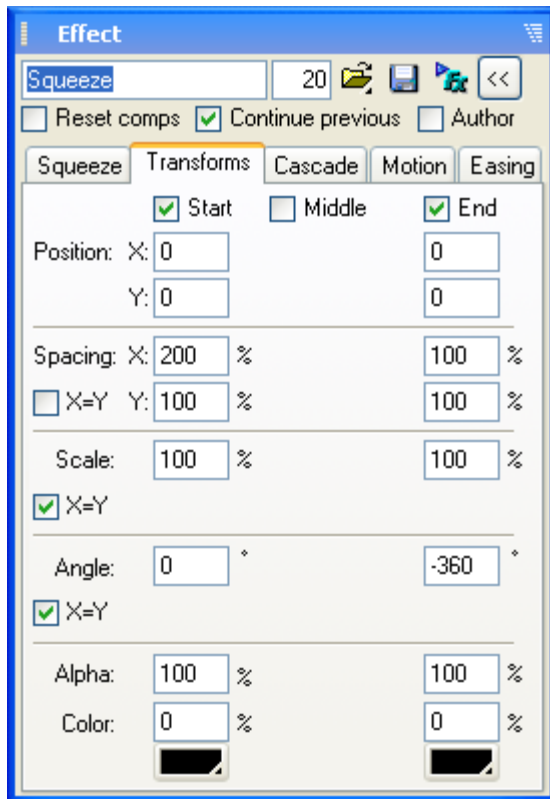 Effect
Squeeze 20 Fx <<
Reset comps Continue previous Author
Squeeze Transforms Cascade Motion Easing
Start Middle End
Position: X: 0 0
Y: 0 0
Spacing: X: 200 % 100 %
X=Y Y: 100 % 100 %
Scale: 100 % 100 %
X=Y
Angle: 0 ° -360 °
X=Y
Alpha: 100 % 100 %
Color: 0 % 0 %